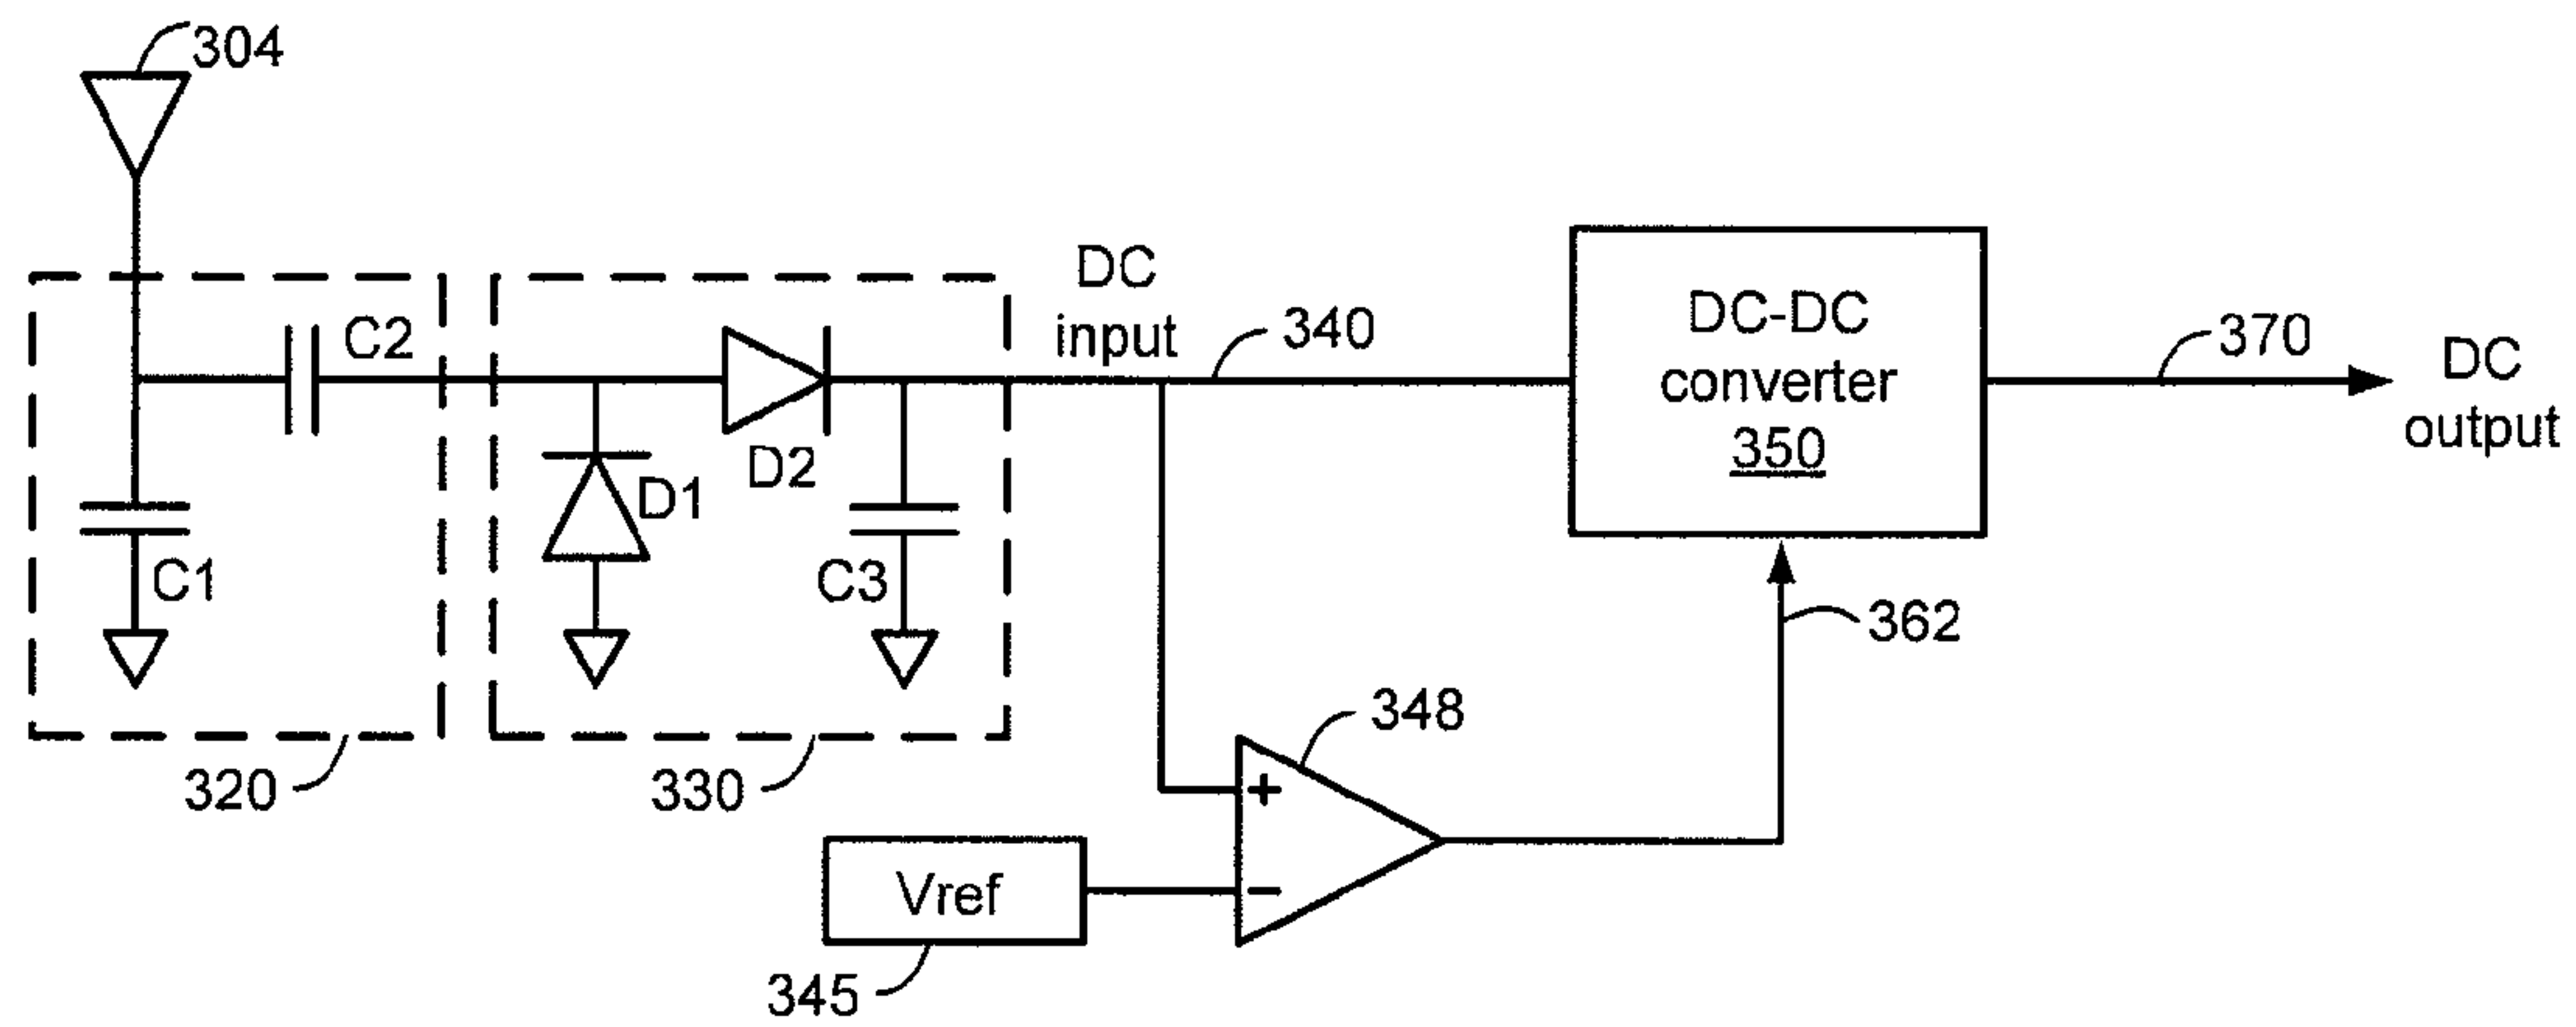 304
C2
C1
320
D1
D2
C3
330
DC
input
340
DC-DC
converter
350
370
DC
output
362
348
+
−
Vref
345